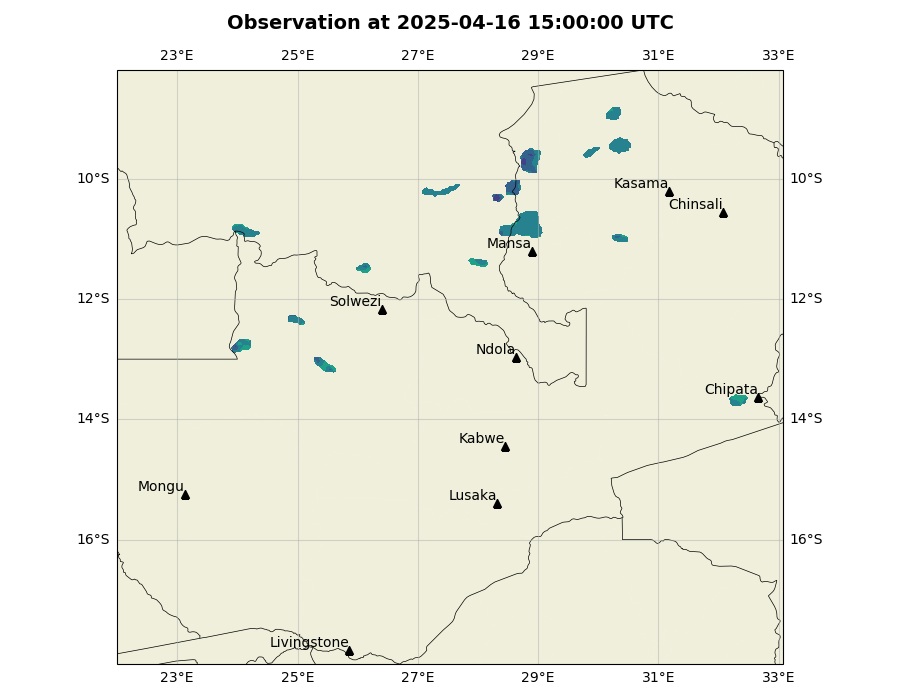 Observation at 2025-04-16 15:00:00 UTC
23°E 25°E 27°E 29°E 31°E 33°E
10°S 10°S
Kasama
Chinsali
Mansa
12°S 12°S
Solwezi
Ndola
Chipata
14°S 14°S
Kabwe
Mongu
Lusaka
16°S 16°S
Livingstone
23°E 25°E 27°E 29°E 31°E 33°E